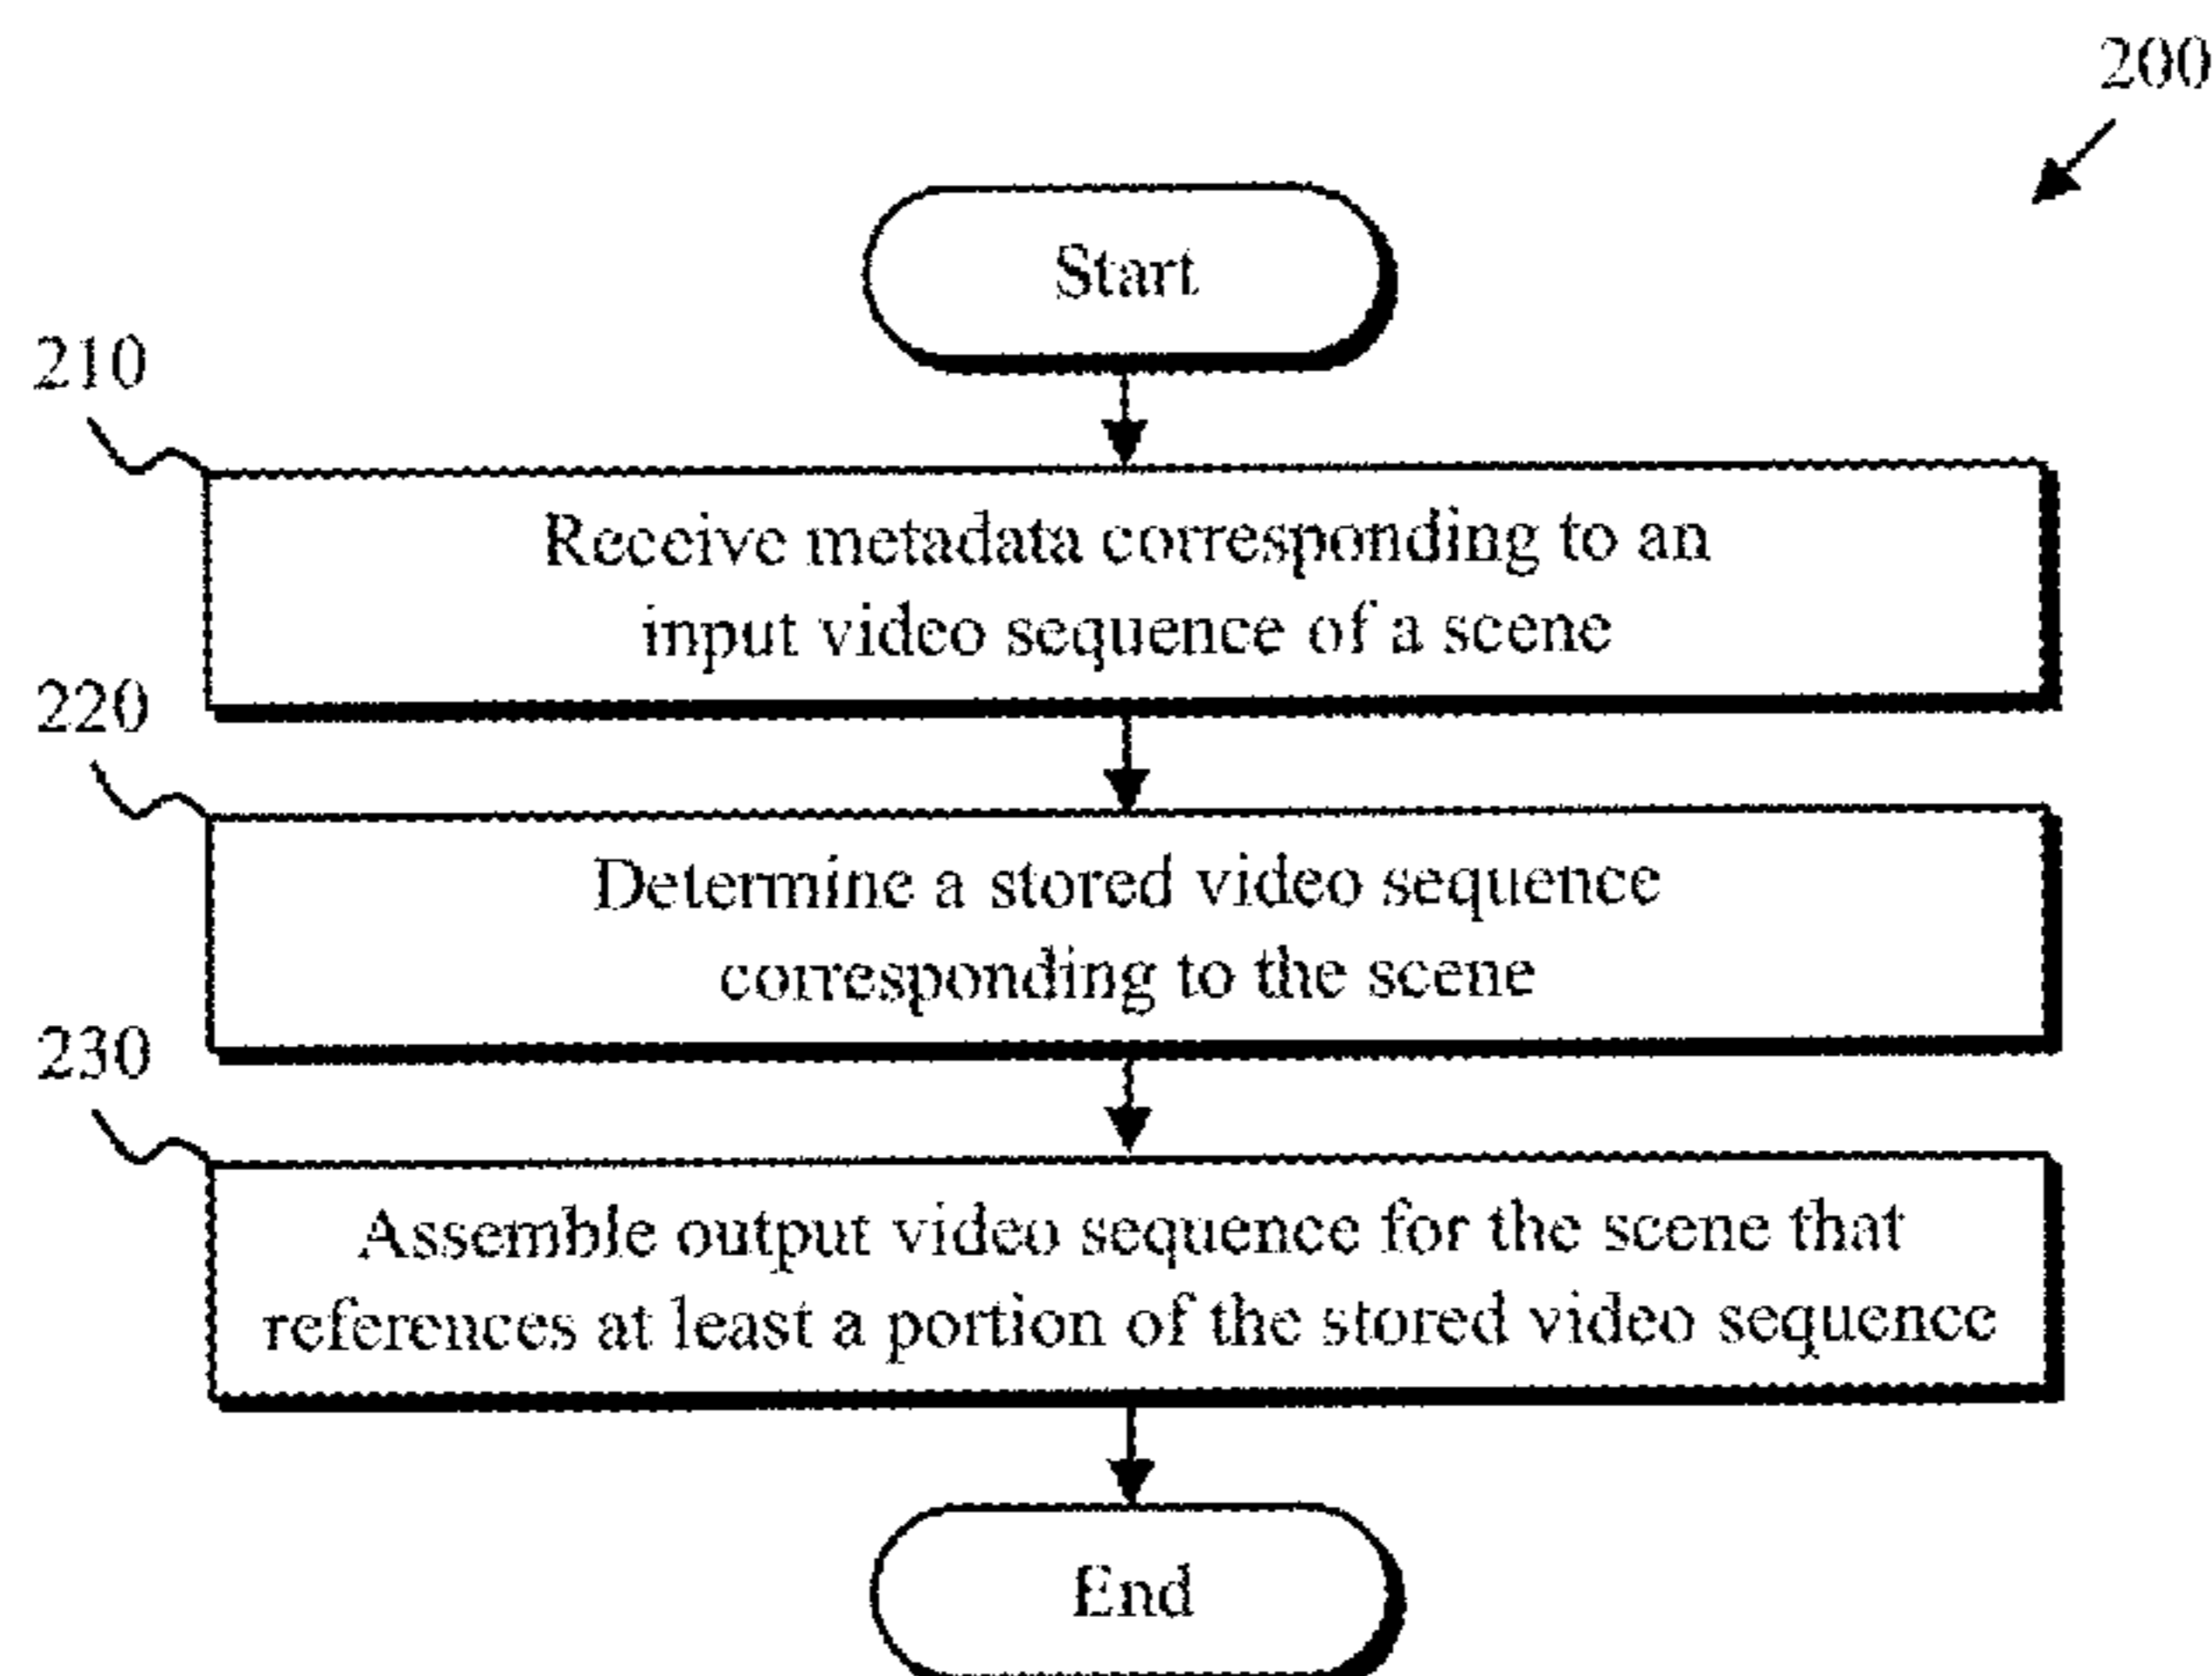 200
Start
210
Receive metadata corresponding to an
input video sequence of a scene
220
Determine a stored video sequence
corresponding to the scene
230
Assemble output video sequence for the scene that
references at least a portion of the stored video sequence
End